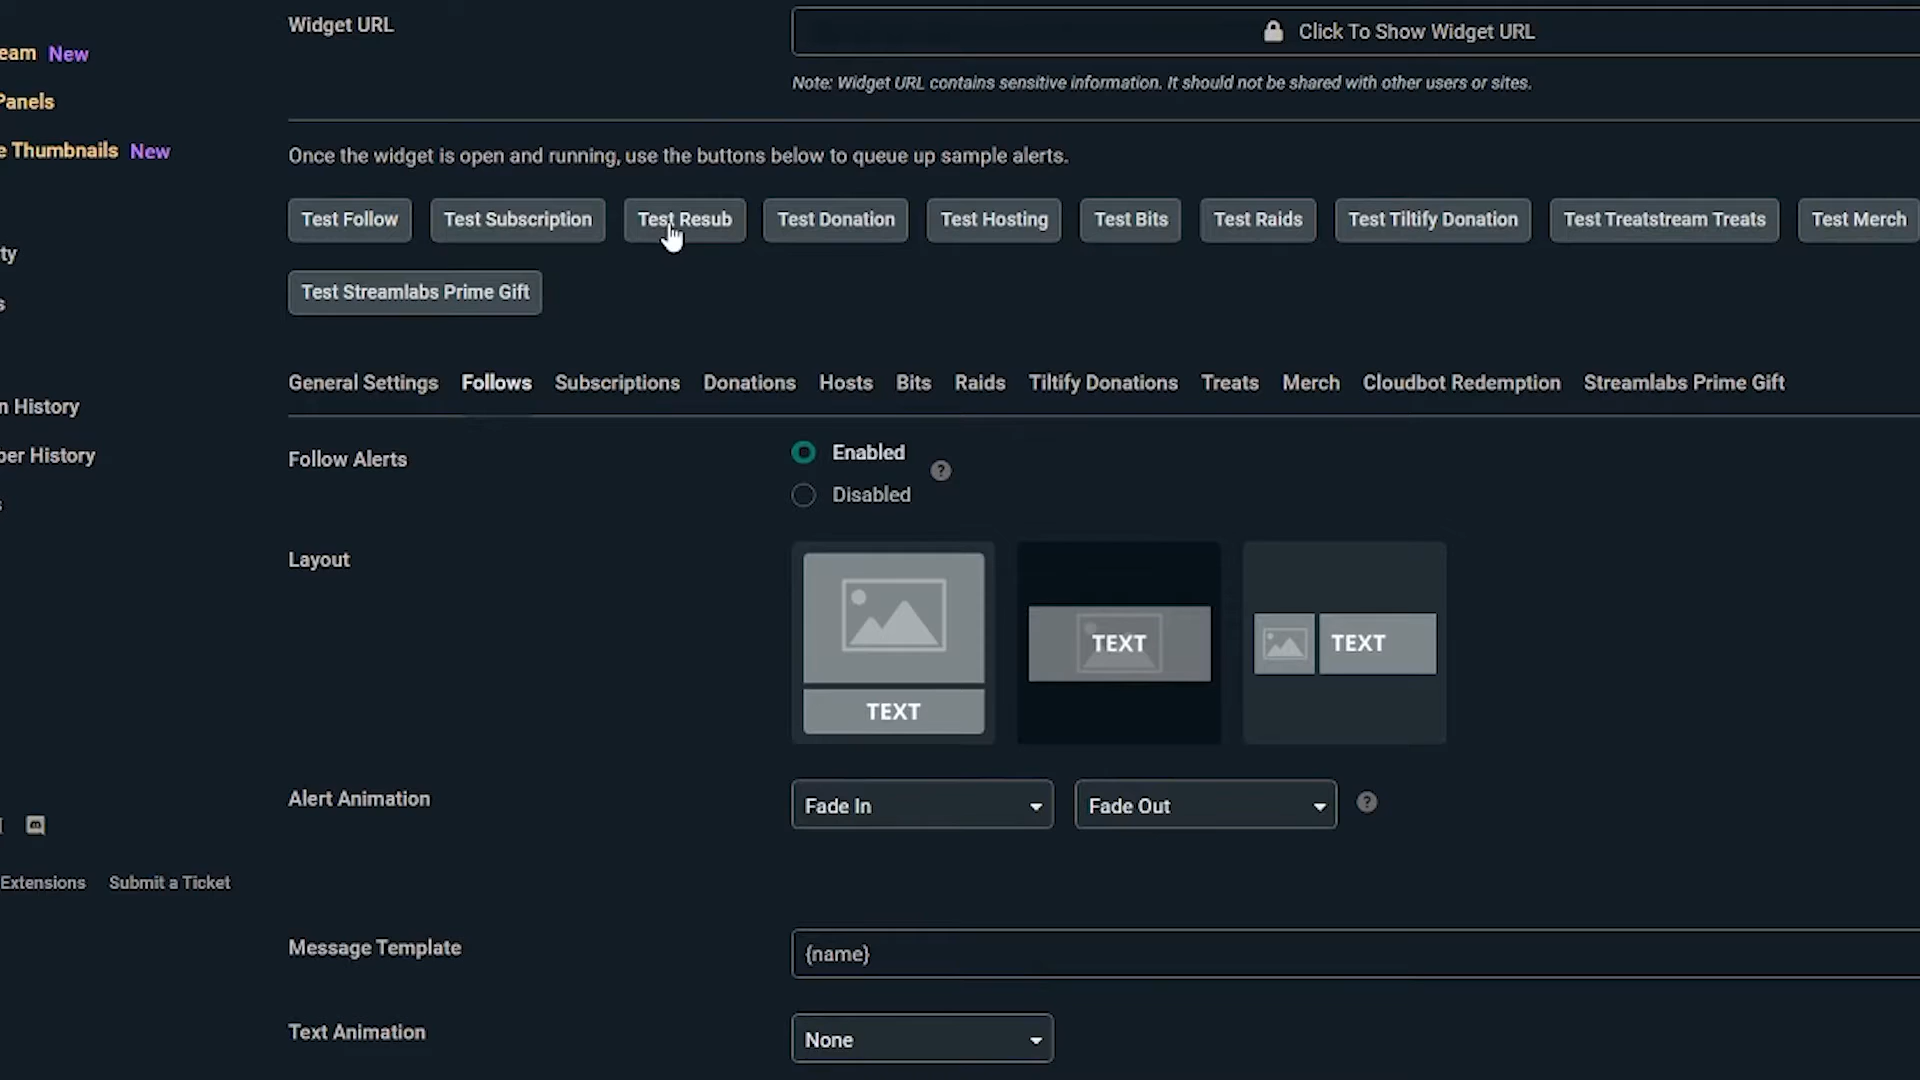 Widget URL
Click To Show Widget URL
Note: Widget URL contains sensitive information. It should not be shared with other users or sites.
eam New
Panels
e Thumbnails New
ty
s
n History
ber History
s
Extensions Submit a Ticket
Once the widget is open and running, use the buttons below to queue up sample alerts.
Test Follow Test Subscription Test Resub Test Donation Test Hosting Test Bits Test Raids Test Tiltify Donation Test Treatstream Treats Test Merch
Test Streamlabs Prime Gift
General Settings Follows Subscriptions Donations Hosts Bits Raids Tiltify Donations Treats Merch Cloudbot Redemption Streamlabs Prime Gift
Follow Alerts
Enabled ?
Disabled
Layout
TEXT
TEXT
TEXT
Alert Animation
Fade In Fade Out ?
Message Template
{name}
Text Animation
None